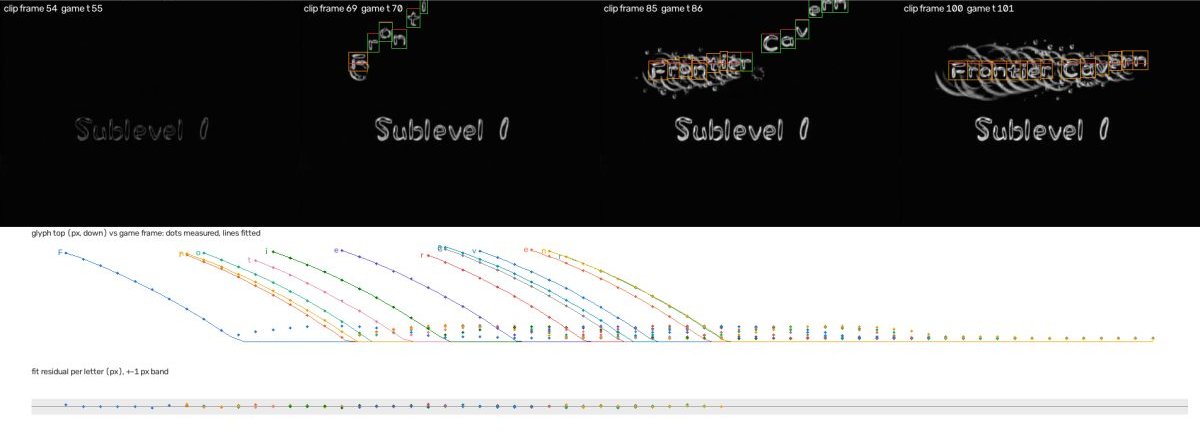 clip frame 54 game t 55
clip frame 69 game t 70
clip frame 85 game t 86
clip frame 100 game t 101
F r o n t i
Frontier Cavern
Frontier Cavern
Sublevel 1
Sublevel 1
Sublevel 1
Sublevel 1
glyph top (px, down) vs game frame: dots measured, lines fitted
F n o t i e r a v e n
fit residual per letter (px), +-1 px band